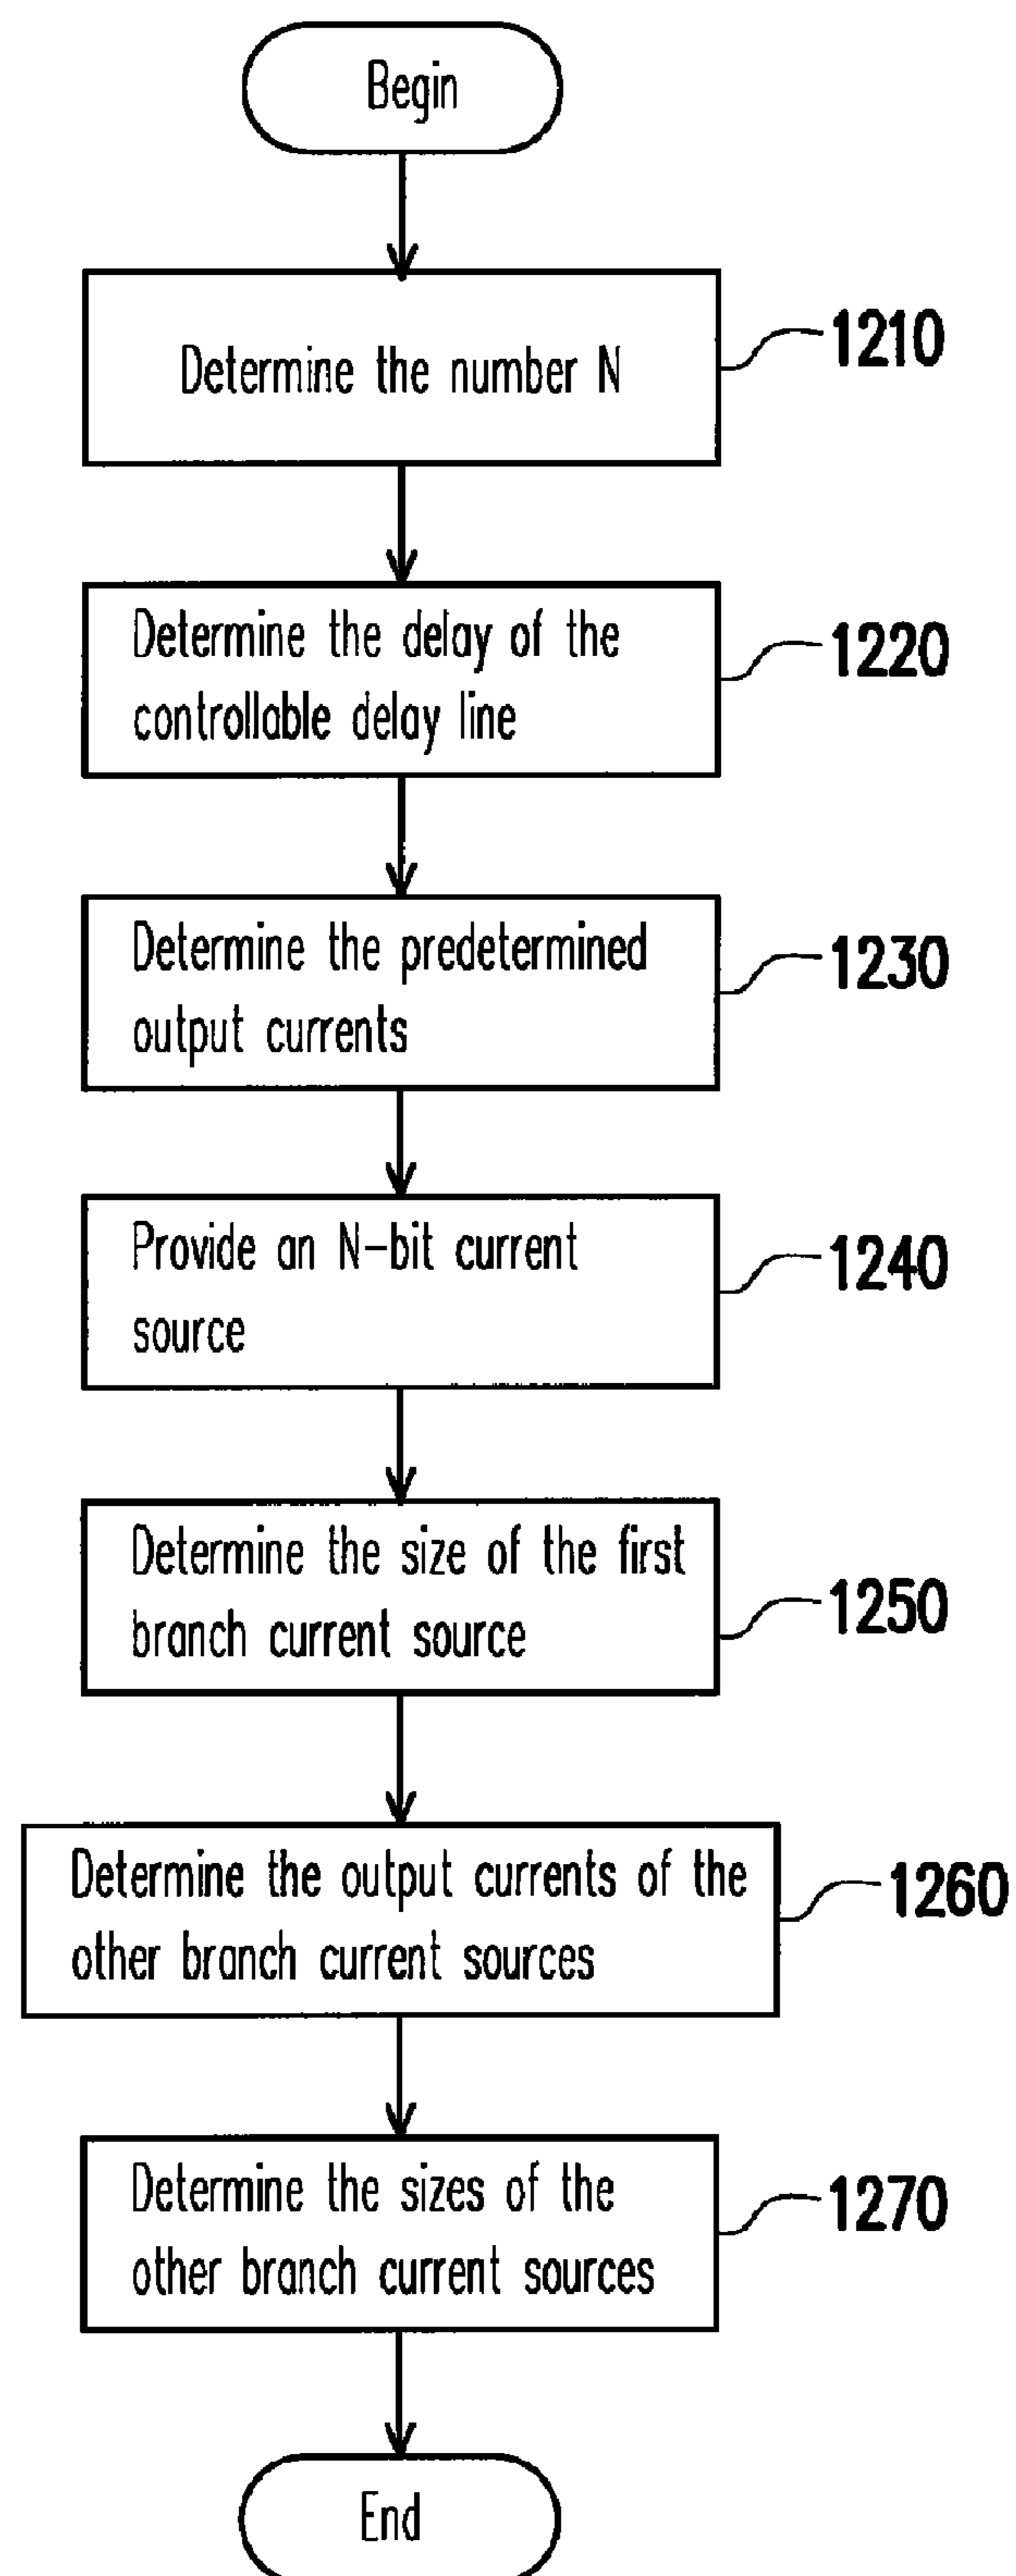 Begin
Determine the number N
1210
Determine the delay of the
controllable delay line
1220
Determine the predetermined
output currents
1230
Provide an N-bit current
source
1240
Determine the size of the first
branch current source
1250
Determine the output currents of the
other branch current sources
1260
Determine the sizes of the
other branch current sources
1270
End